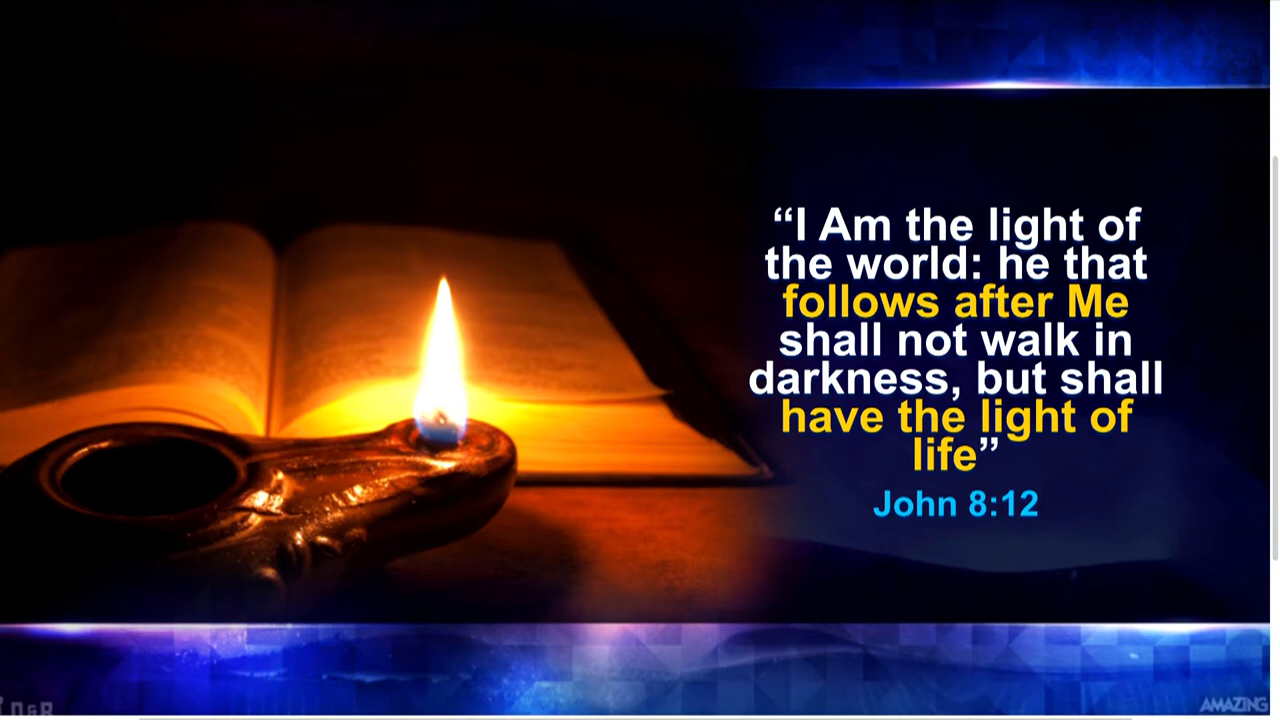 “I Am the light of
the world: he that
follows after Me
shall not walk in
darkness, but shall
have the light of
life”
John 8:12
AMAZING